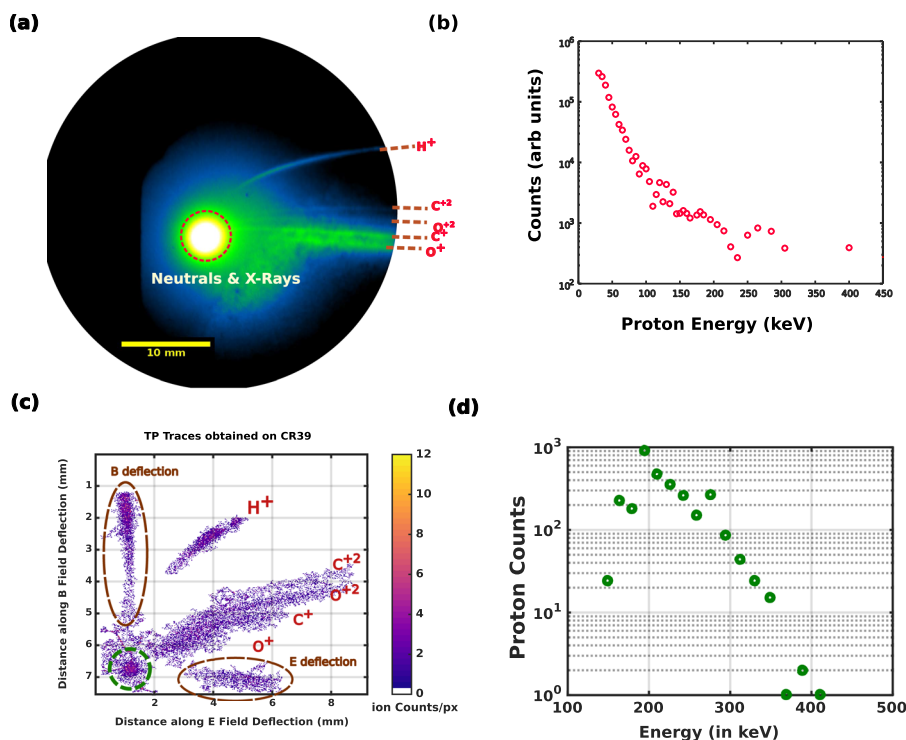 (a)
H+
C+2
O+2
C+
O+
Neutrals & X-Rays
10 mm
(b)
10^6
10^5
10^4
10^3
10^2
Counts (arb units)
0 50 100 150 200 250 300 350 400 450
Proton Energy (keV)
(c)
TP Traces obtained on CR39
Distance along B Field Deflection (mm)
1
2
3
4
5
6
7
B deflection
H+
C+2
O+2
C+
O+
E deflection
0 2 4 6 8
Distance along E Field Deflection (mm)
12
10
8
6
4
2
0
ion Counts/px
(d)
10^3
10^2
10^1
10^0
Proton Counts
100 200 300 400 500
Energy (in keV)